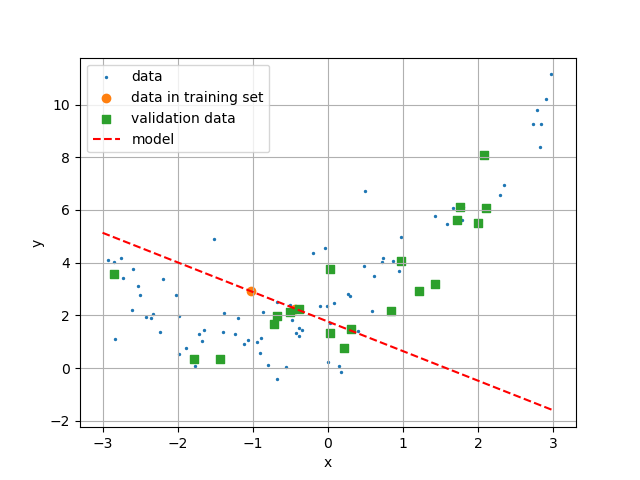 data
data in training set
validation data
model
10
8
6
4
2
0
−2
y
−3
−2
−1
0
1
2
3
x